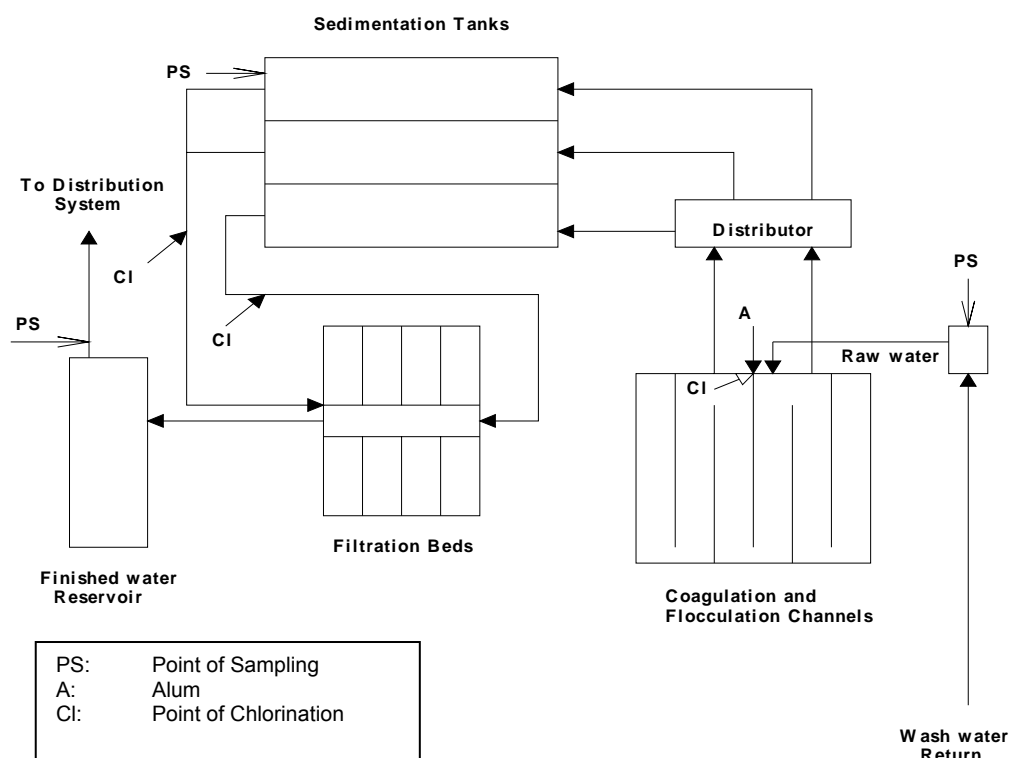 Sedimentation Tanks
PS
To Distribution
System
Cl
PS
Cl
Distributor
PS
A
Raw water
Cl
Filtration Beds
Finished water
Reservoir
Coagulation and
Flocculation Channels
PS: Point of Sampling
A: Alum
Cl: Point of Chlorination
Wash water
Return